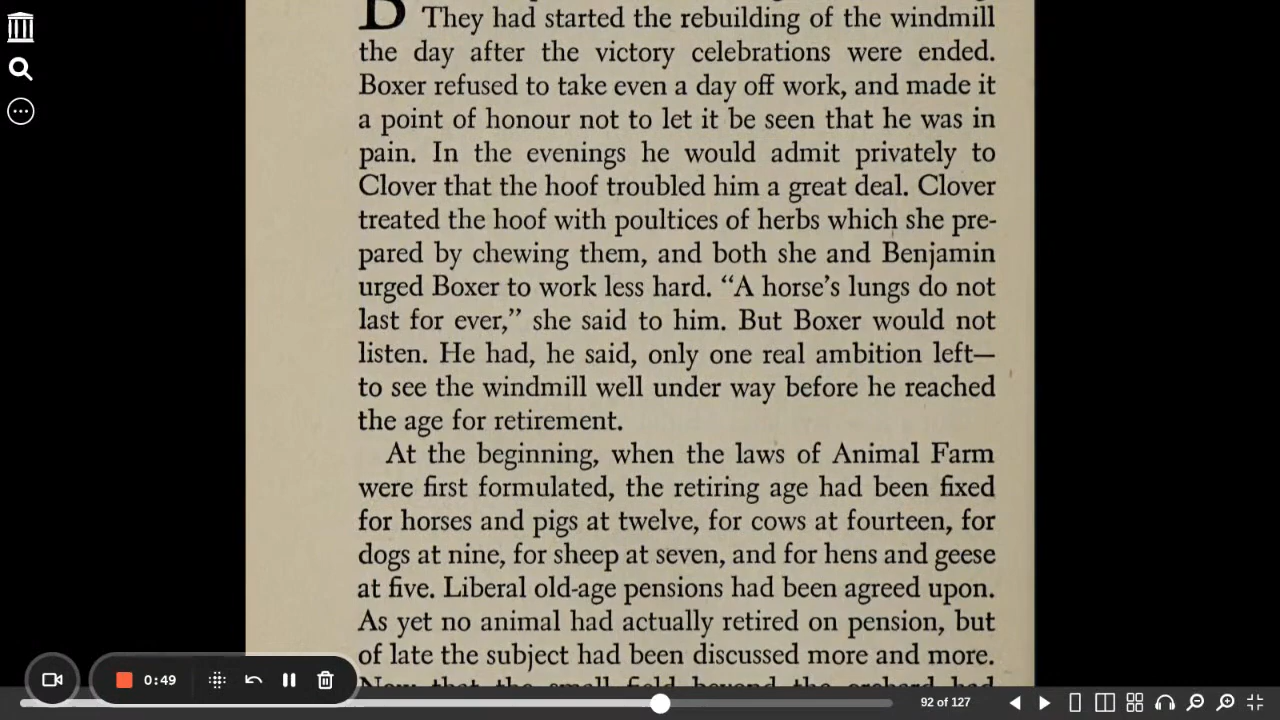 B They had started the rebuilding of the windmill
the day after the victory celebrations were ended.
Boxer refused to take even a day off work, and made it
a point of honour not to let it be seen that he was in
pain. In the evenings he would admit privately to
Clover that the hoof troubled him a great deal. Clover
treated the hoof with poultices of herbs which she pre-
pared by chewing them, and both she and Benjamin
urged Boxer to work less hard. “A horse’s lungs do not
last for ever,” she said to him. But Boxer would not
listen. He had, he said, only one real ambition left—
to see the windmill well under way before he reached
the age for retirement.
At the beginning, when the laws of Animal Farm
were first formulated, the retiring age had been fixed
for horses and pigs at twelve, for cows at fourteen, for
dogs at nine, for sheep at seven, and for hens and geese
at five. Liberal old-age pensions had been agreed upon.
As yet no animal had actually retired on pension, but
of late the subject had been discussed more and more.
Now that the small field beyond the orchard had
0:49
92 of 127